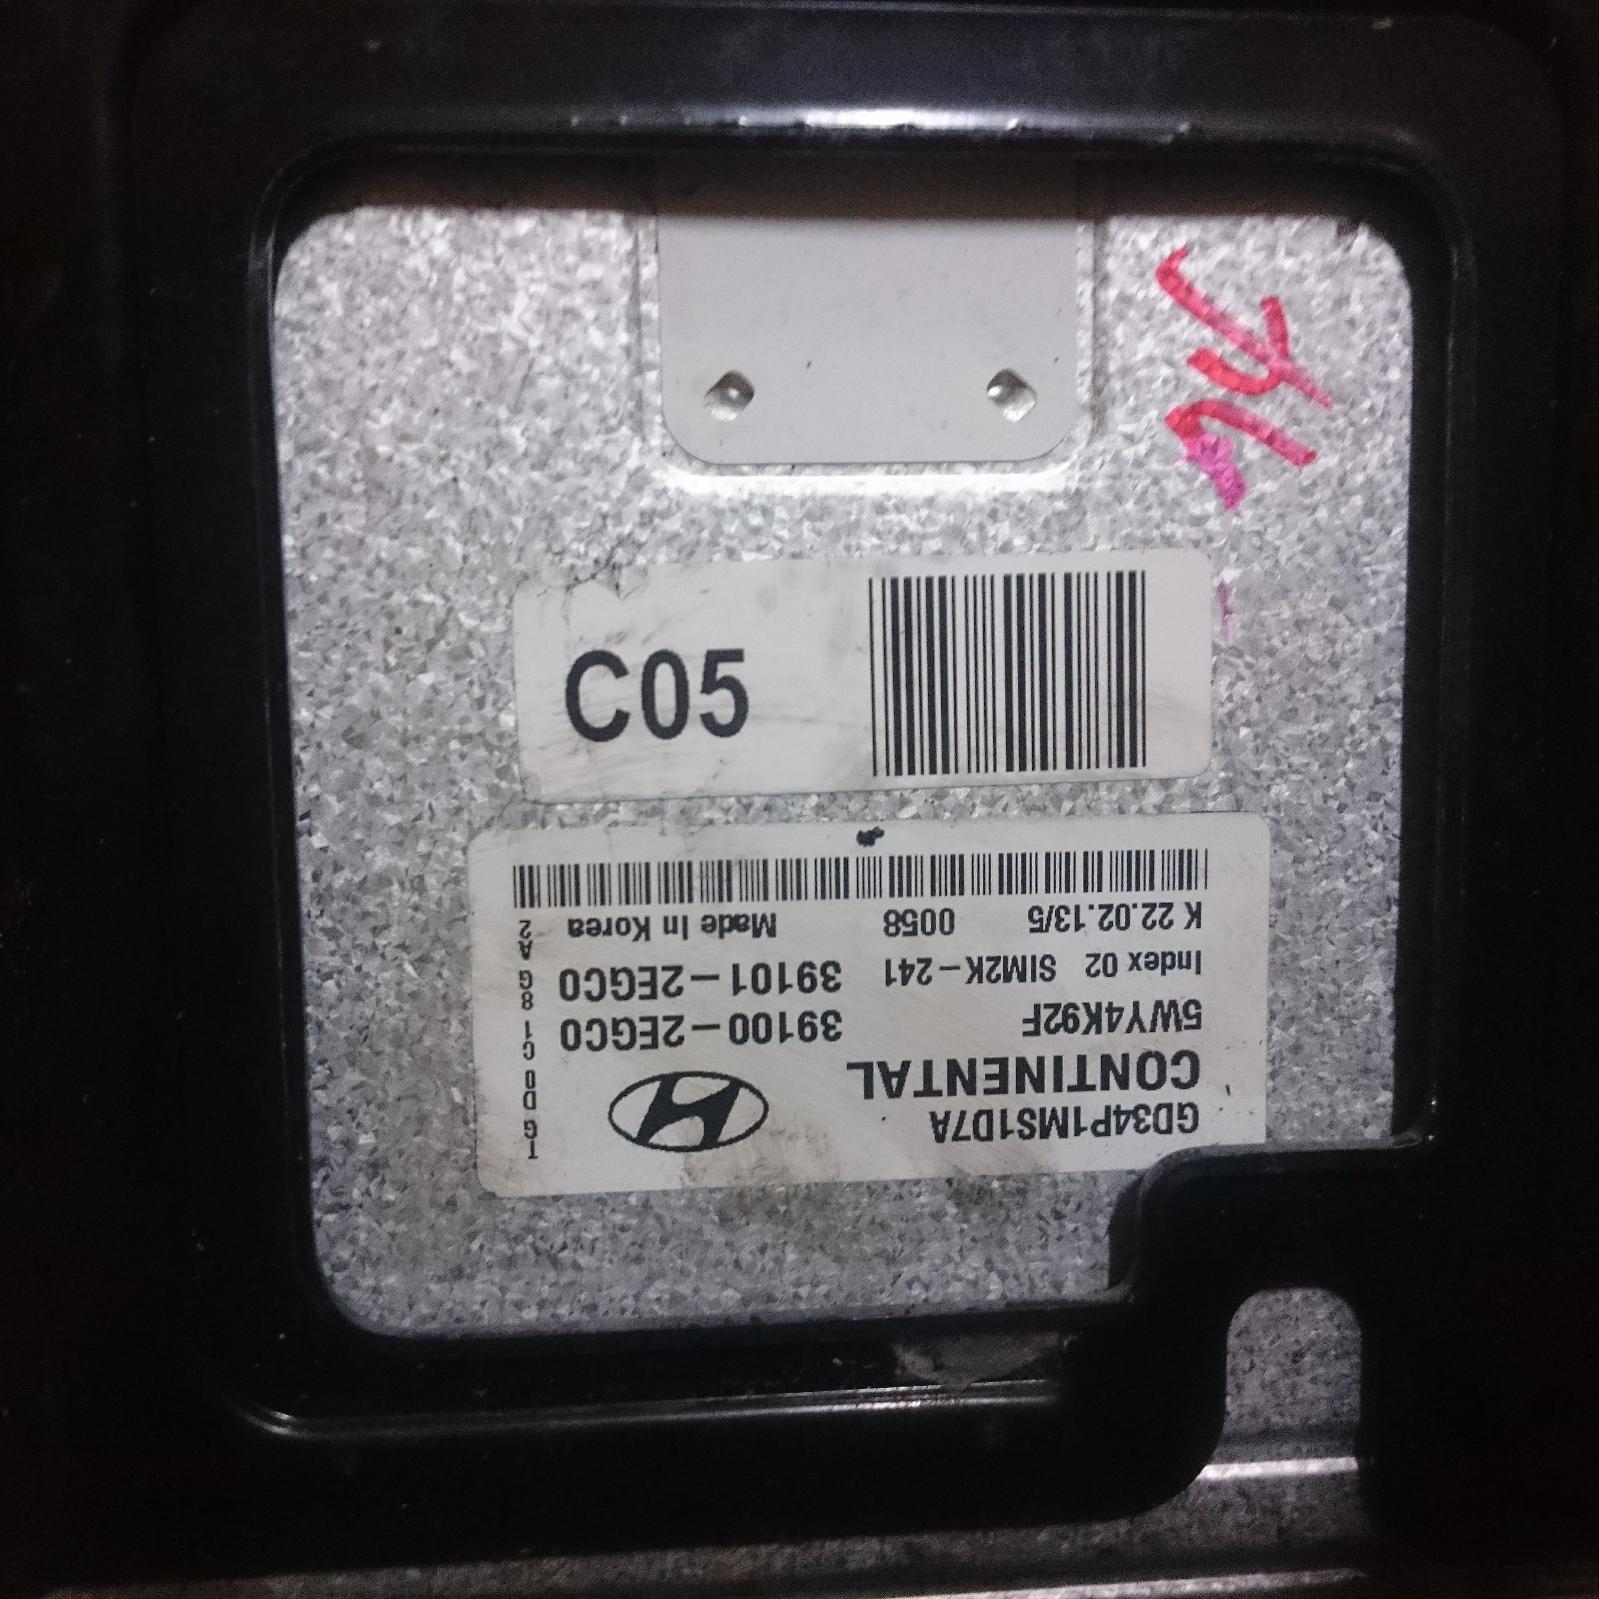 C05
GD34P1MS1D7A
CONTINENTAL
5WY4K92F 39100-2EGC0
Index 02 SIM2K-241 39101-2EGC0
K 22.02.13/5 0058 Made In Korea
TGD0C18GA2